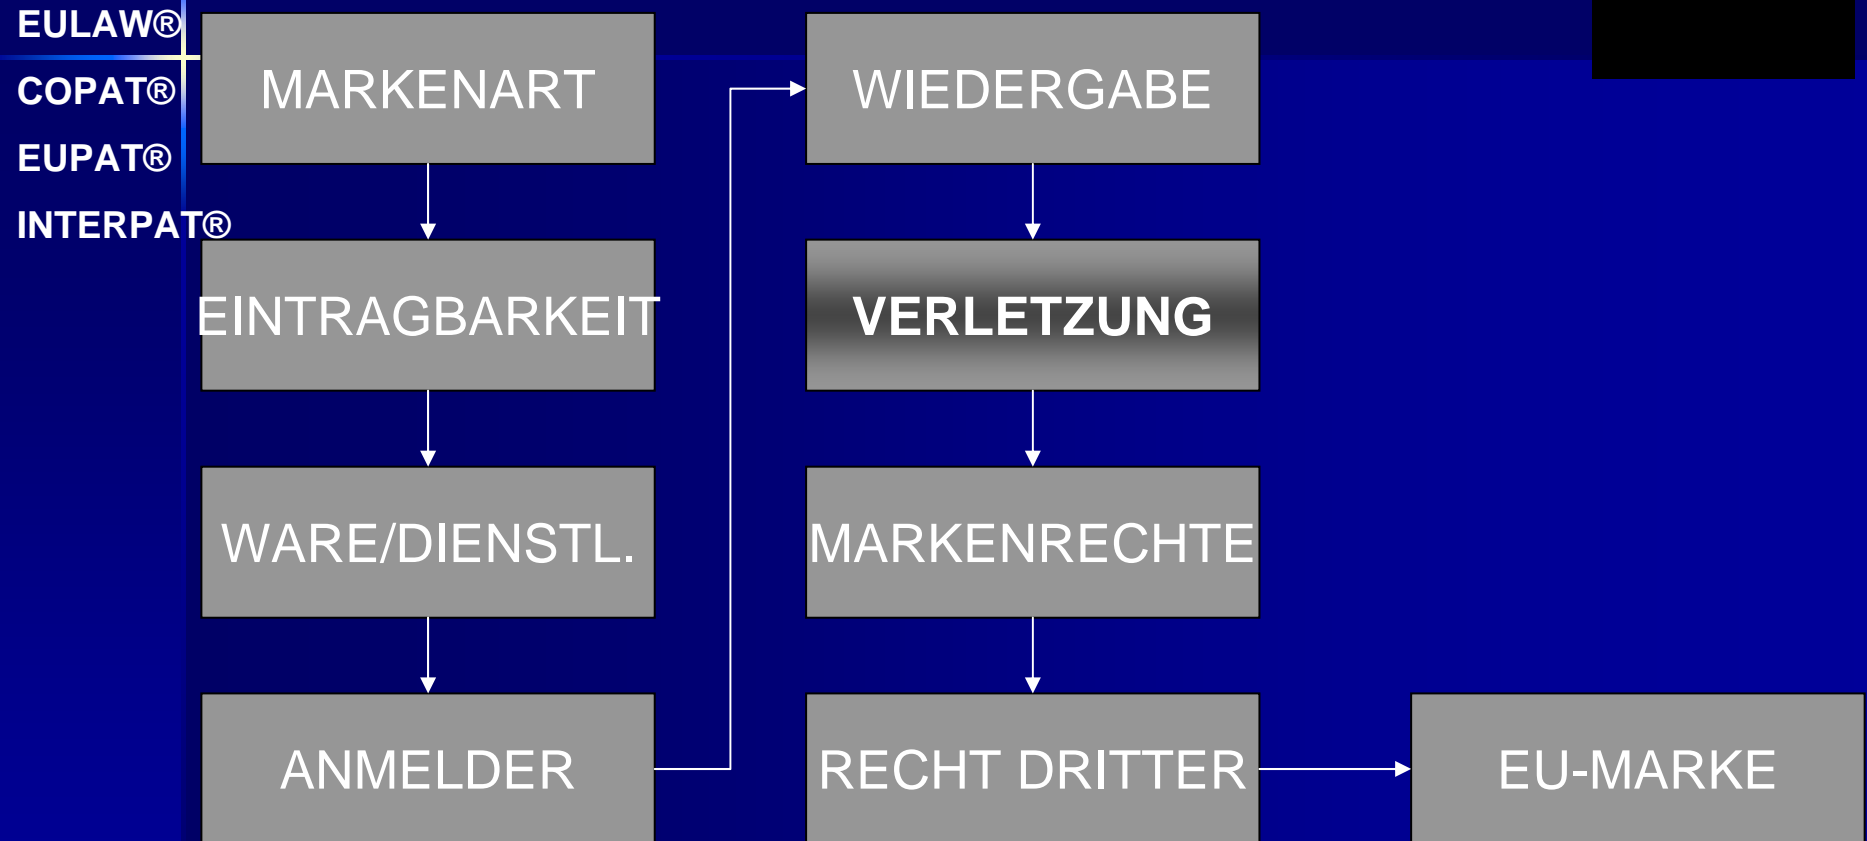 EULAW®
COPAT®
EUPAT®
INTERPAT®
MARKENART
EINTRAGBARKEIT
WARE/DIENSTL.
ANMELDER
WIEDERGABE
VERLETZUNG
MARKENRECHTE
RECHT DRITTER
EU-MARKE